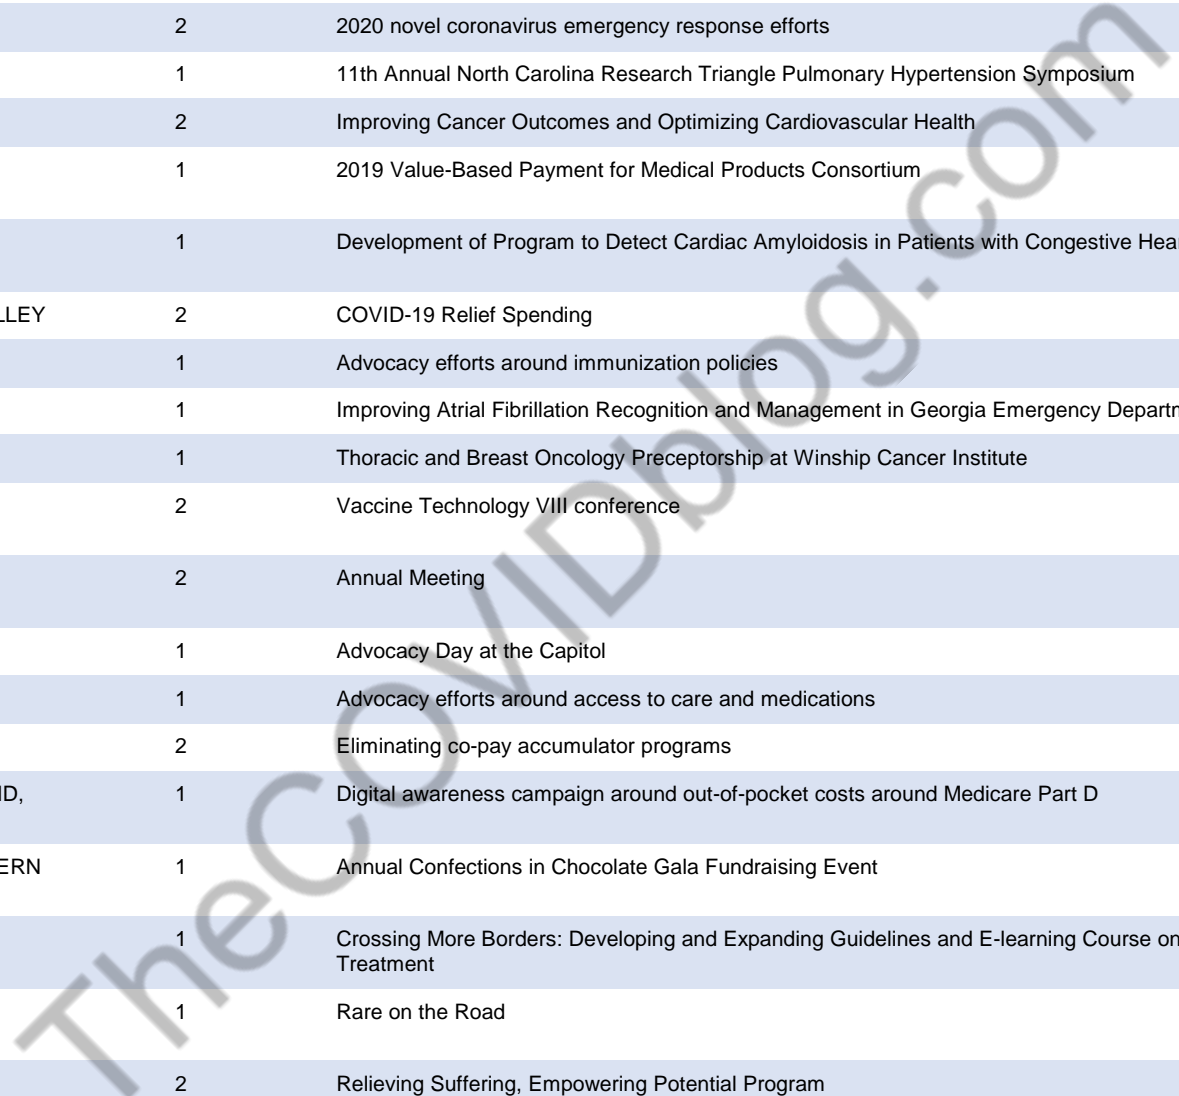 2 2020 novel coronavirus emergency response efforts
1 11th Annual North Carolina Research Triangle Pulmonary Hypertension Symposium
2 Improving Cancer Outcomes and Optimizing Cardiovascular Health
1 2019 Value-Based Payment for Medical Products Consortium
1 Development of Program to Detect Cardiac Amyloidosis in Patients with Congestive Hea
LLEY 2 COVID-19 Relief Spending
1 Advocacy efforts around immunization policies
1 Improving Atrial Fibrillation Recognition and Management in Georgia Emergency Depart
1 Thoracic and Breast Oncology Preceptorship at Winship Cancer Institute
2 Vaccine Technology VIII conference
2 Annual Meeting
1 Advocacy Day at the Capitol
1 Advocacy efforts around access to care and medications
2 Eliminating co-pay accumulator programs
ID, 1 Digital awareness campaign around out-of-pocket costs around Medicare Part D
ERN 1 Annual Confections in Chocolate Gala Fundraising Event
1 Crossing More Borders: Developing and Expanding Guidelines and E-learning Course on
Treatment
1 Rare on the Road
2 Relieving Suffering, Empowering Potential Program
TheCOVIDblog.com